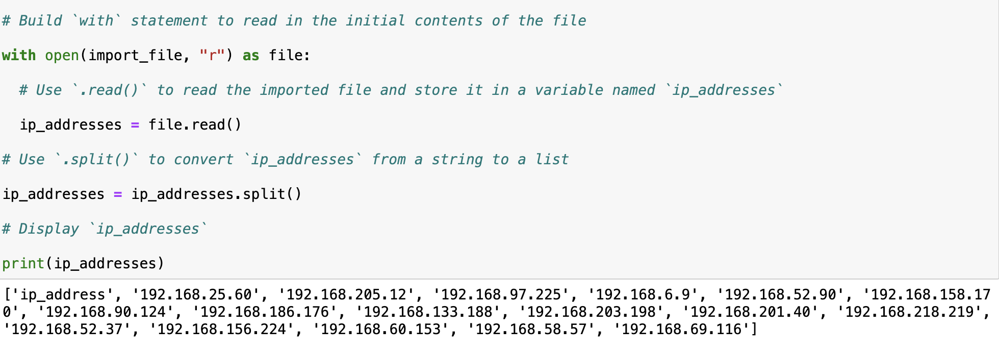 # Build `with` statement to read in the initial contents of the file
with open(import_file, "r") as file:
  # Use `.read()` to read the imported file and store it in a variable named `ip_addresses`
  ip_addresses = file.read()
# Use `.split()` to convert `ip_addresses` from a string to a list
ip_addresses = ip_addresses.split()
# Display `ip_addresses`
print(ip_addresses)
['ip_address', '192.168.25.60', '192.168.205.12', '192.168.97.225', '192.168.6.9', '192.168.52.90', '192.168.158.17
0', '192.168.90.124', '192.168.186.176', '192.168.133.188', '192.168.203.198', '192.168.201.40', '192.168.218.219',
'192.168.52.37', '192.168.156.224', '192.168.60.153', '192.168.58.57', '192.168.69.116']